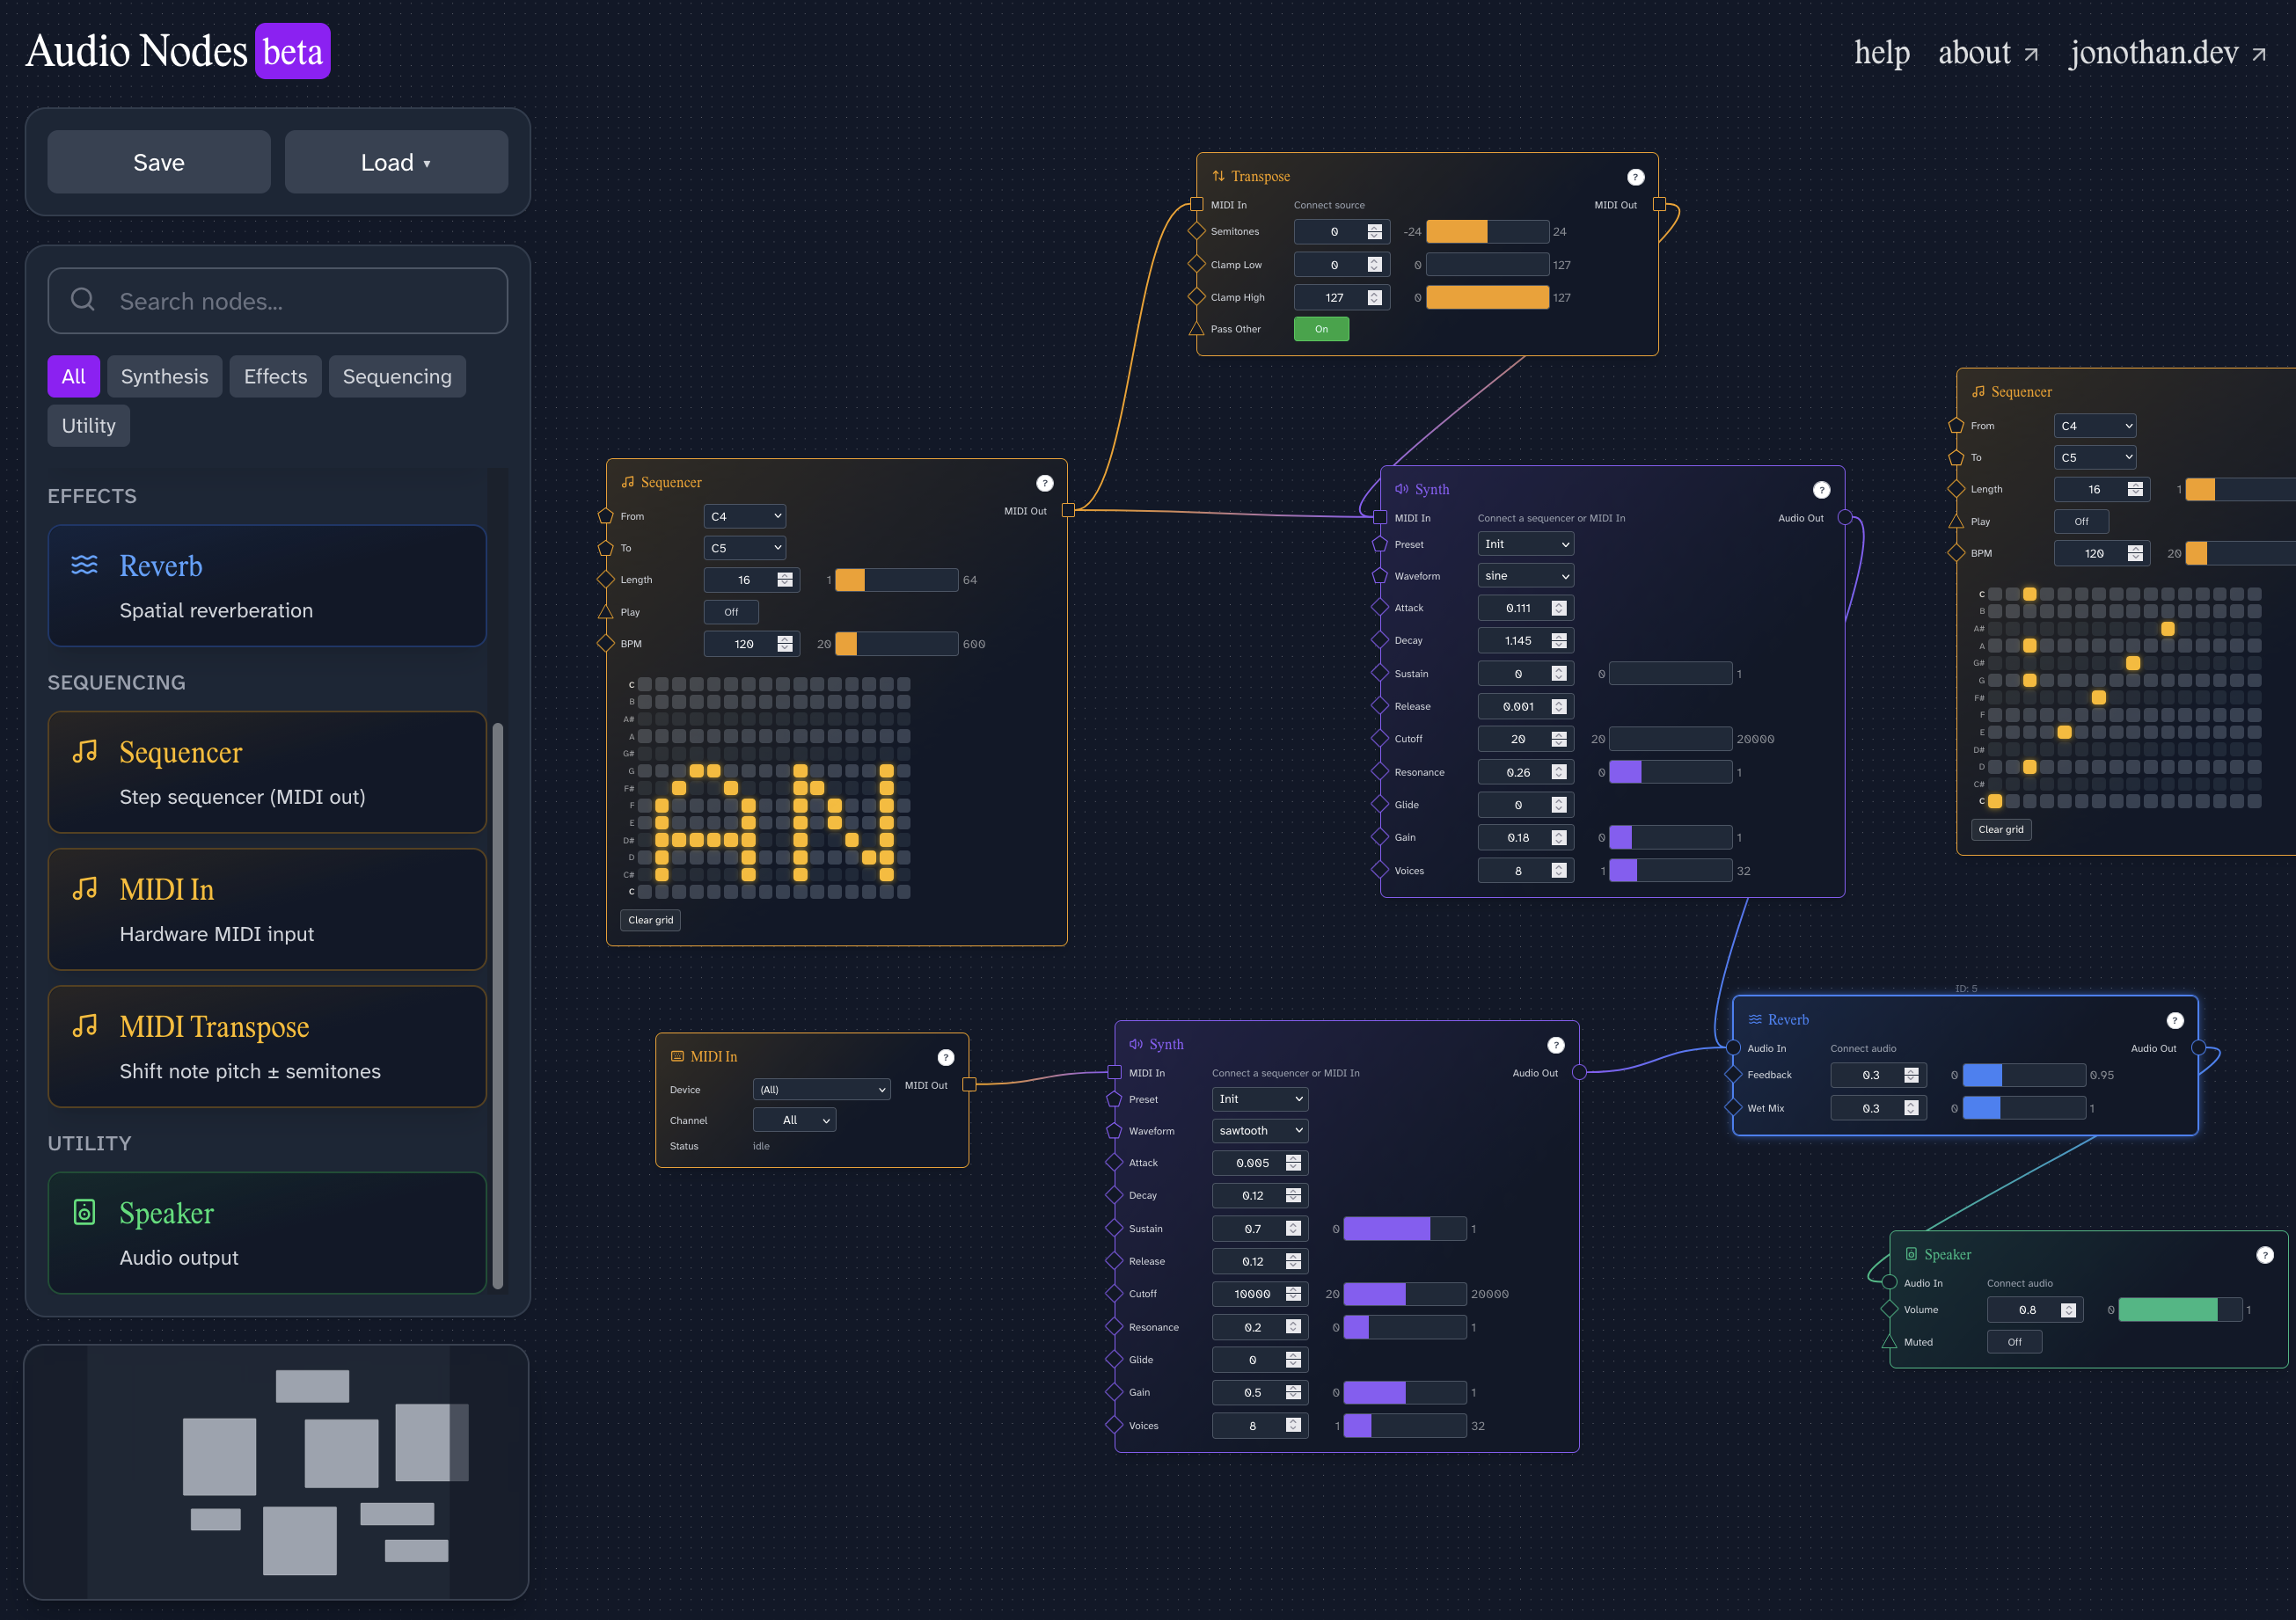 Audio Nodes beta
help about ↗ jonothan.dev ↗
Save Load ▾
Search nodes...
All Synthesis Effects Sequencing
Utility
EFFECTS
Reverb
Spatial reverberation
SEQUENCING
Sequencer
Step sequencer (MIDI out)
MIDI In
Hardware MIDI input
MIDI Transpose
Shift note pitch ± semitones
UTILITY
Speaker
Audio output
Transpose ?
MIDI In Connect source MIDI Out
Semitones 0 -24 24
Clamp Low 0 0 127
Clamp High 127 0 127
Pass Other On
Sequencer ?
MIDI Out
From C4
To C5
Length 16 1 64
Play Off
BPM 120 20 600
C
B
A#
A
G#
G
F#
F
E
D#
D
C#
C
Clear grid
Synth ?
MIDI In Connect a sequencer or MIDI In Audio Out
Preset Init
Waveform sine
Attack 0.111
Decay 1.145
Sustain 0 0 1
Release 0.001
Cutoff 20 20 20000
Resonance 0.26 0 1
Glide 0
Gain 0.18 0 1
Voices 8 1 32
Sequencer
From C4
To C5
Length 16 1
Play Off
BPM 120 20
C
B
A#
A
G#
G
F#
F
E
D#
D
C#
C
Clear grid
MIDI In ?
Device (All) MIDI Out
Channel All
Status idle
Synth ?
MIDI In Connect a sequencer or MIDI In Audio Out
Preset Init
Waveform sawtooth
Attack 0.005
Decay 0.12
Sustain 0.7 0 1
Release 0.12
Cutoff 10000 20 20000
Resonance 0.2 0 1
Glide 0
Gain 0.5 0 1
Voices 8 1 32
ID: 5
Reverb ?
Audio In Connect audio Audio Out
Feedback 0.3 0 0.95
Wet Mix 0.3 0 1
Speaker ?
Audio In Connect audio
Volume 0.8 0 1
Muted Off